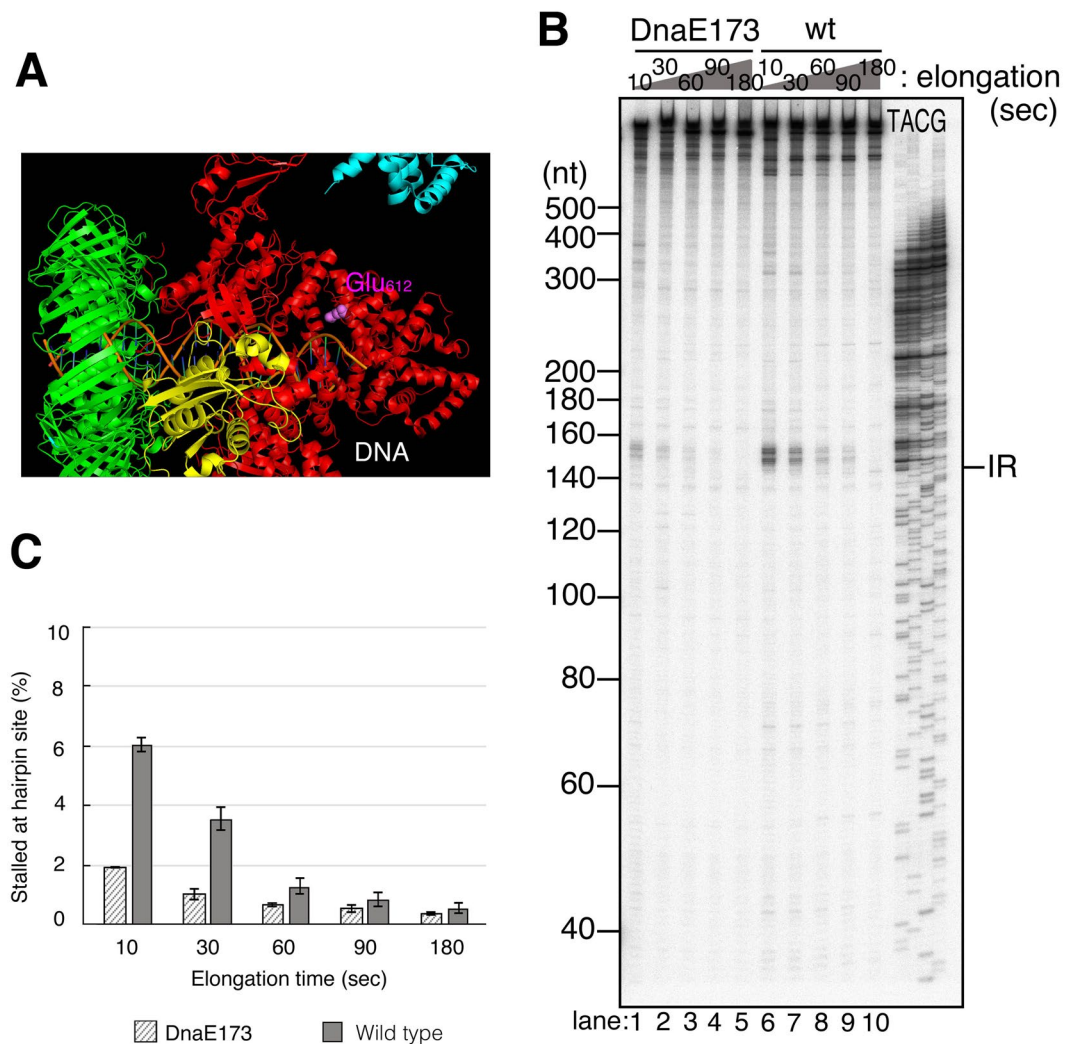 A
Glu612
DNA
B
DnaE173 wt
10 30 60 90 180 10 30 60 90 180 : elongation
(sec)
TACG
(nt)
500
400
300
200
180
160
140
120
100
80
60
40
IR
lane:1 2 3 4 5 6 7 8 9 10
C
Stalled at hairpin site (%)
10
8
6
4
2
0
10 30 60 90 180
Elongation time (sec)
DnaE173 Wild type